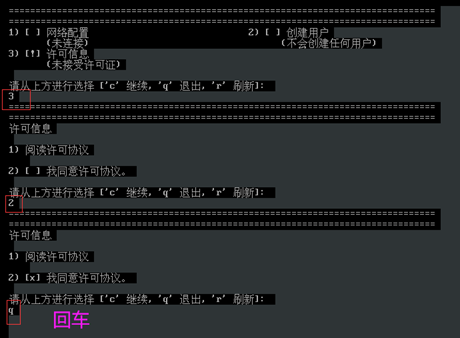 ================================================================================
================================================================================
1) [ ] 网络配置 2) [ ] 创建用户
(未连接) (不会创建任何用户)
3) [!] 许可信息
(未接受许可证)
请从上方进行选择 ['c' 继续, 'q' 退出, 'r' 刷新]:
3
================================================================================
================================================================================
许可信息
1) 阅读许可协议
2) [ ] 我同意许可协议。
请从上方进行选择 ['c' 继续, 'q' 退出, 'r' 刷新]:
2
================================================================================
================================================================================
许可信息
1) 阅读许可协议
2) [x] 我同意许可协议。
请从上方进行选择 ['c' 继续, 'q' 退出, 'r' 刷新]:
q
回车